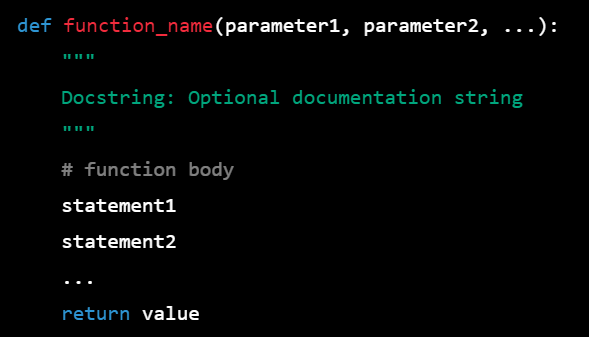 def function_name(parameter1, parameter2, ...):
    """
    Docstring: Optional documentation string
    """
    # function body
    statement1
    statement2
    ...
    return value